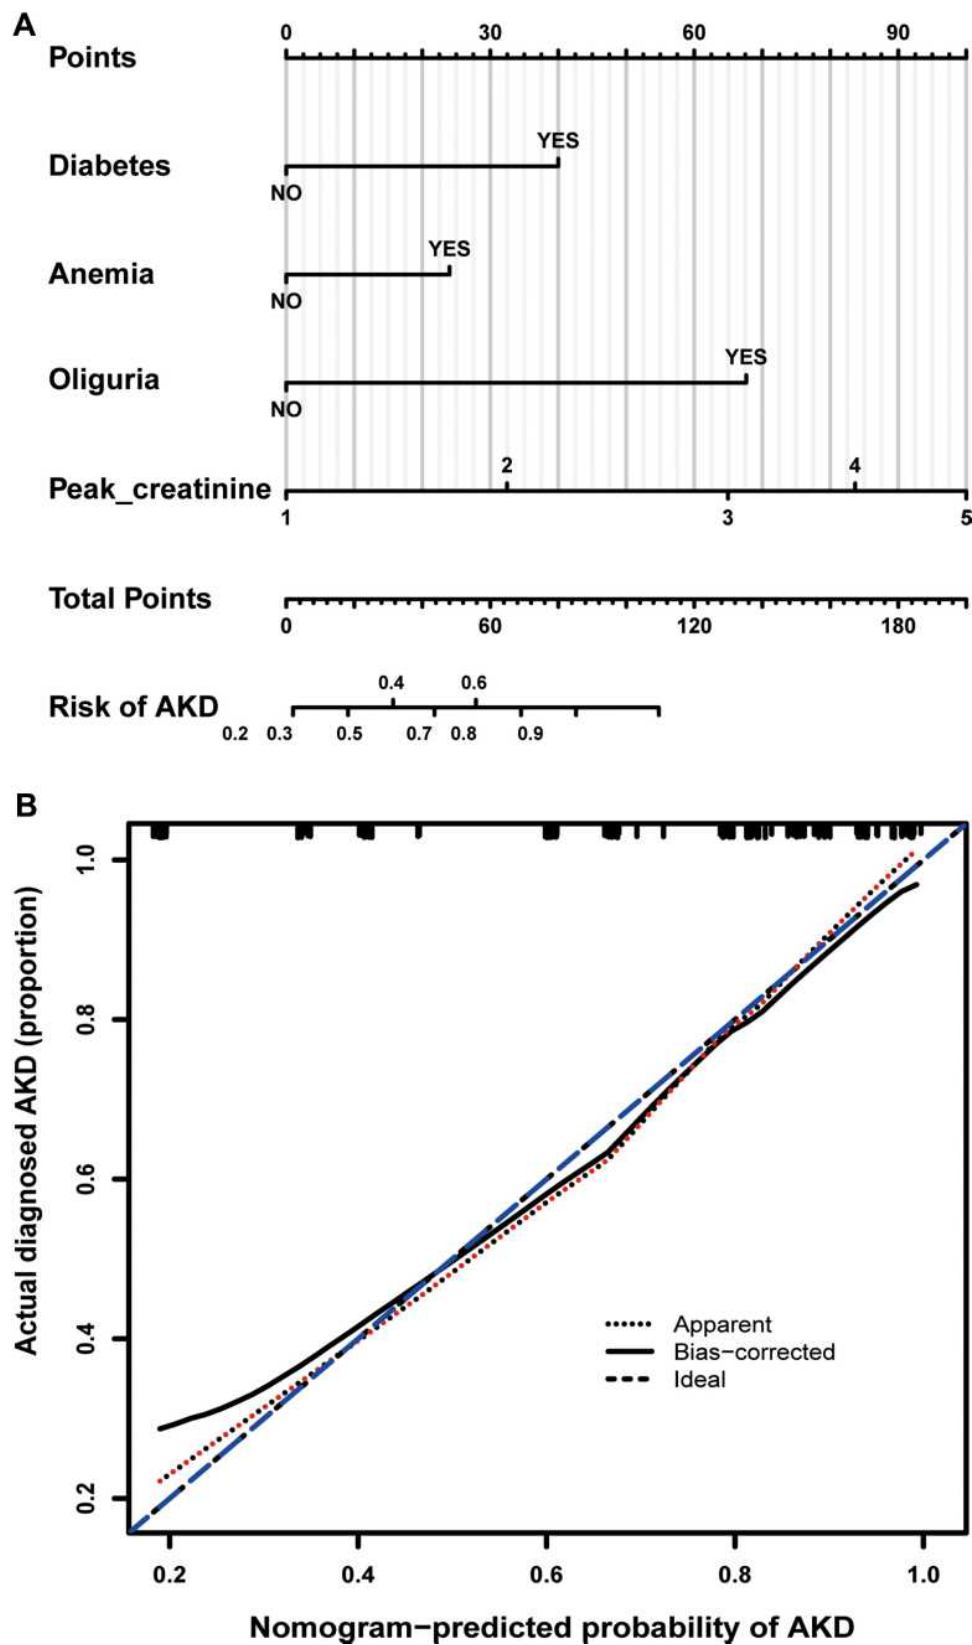 A
0 30 60 90
Points
YES
Diabetes
NO
YES
Anemia
NO
YES
Oliguria
NO
2 4
Peak_creatinine
1 3 5
Total Points
0 60 120 180
0.4 0.6
Risk of AKD
0.2 0.3 0.5 0.7 0.8 0.9
B
Actual diagnosed AKD (proportion)
1.0
0.8
0.6
0.4
0.2
Apparent
Bias-corrected
Ideal
0.2 0.4 0.6 0.8 1.0
Nomogram-predicted probability of AKD